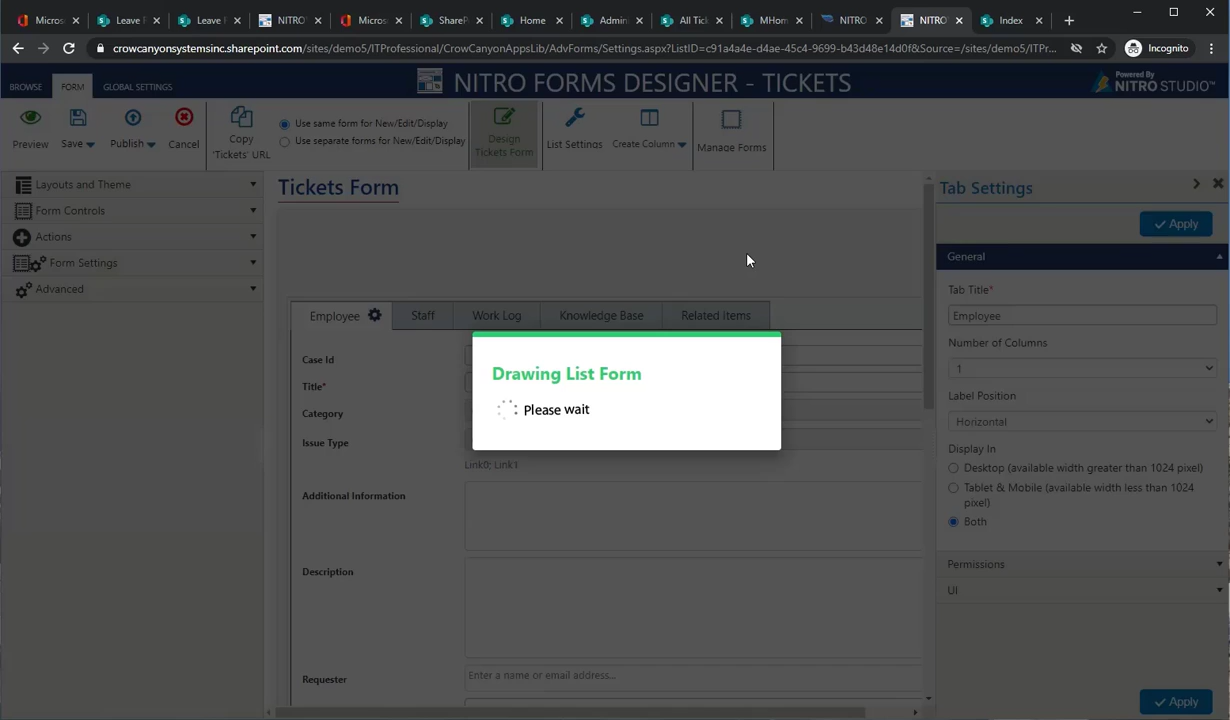 Micros
Leave F
Leave F
NITRO
Micros
ShareP
Home
Admin
All Tick
MHom
NITRO
NITRO
Index
crowcanyonsystemsinc.sharepoint.com/sites/demo5/ITProfessional/CrowCanyonAppsLib/AdvForms/Settings.aspx?ListID=c91a4a4e-d4ae-45c4-9699-b43d48e14d0f&Source=/sites/demo5/ITPr...
Incognito
BROWSE
FORM
GLOBAL SETTINGS
NITRO FORMS DESIGNER - TICKETS
Powered By
NITRO STUDIO™
Preview
Save
Publish
Cancel
Copy
'Tickets' URL
Use same form for New/Edit/Display
Use separate forms for New/Edit/Display
Design
Tickets Form
List Settings
Create Column
Manage Forms
Layouts and Theme
Form Controls
Actions
Form Settings
Advanced
Tickets Form
Employee
Staff
Work Log
Knowledge Base
Related Items
Case Id
Title*
Category
Issue Type
Link0; Link1
Additional Information
Description
Requester
Enter a name or email address...
Drawing List Form
Please wait
Tab Settings
Apply
General
Tab Title*
Employee
Number of Columns
1
Label Position
Horizontal
Display In
Desktop (available width greater than 1024 pixel)
Tablet & Mobile (available width less than 1024
pixel)
Both
Permissions
UI
Apply